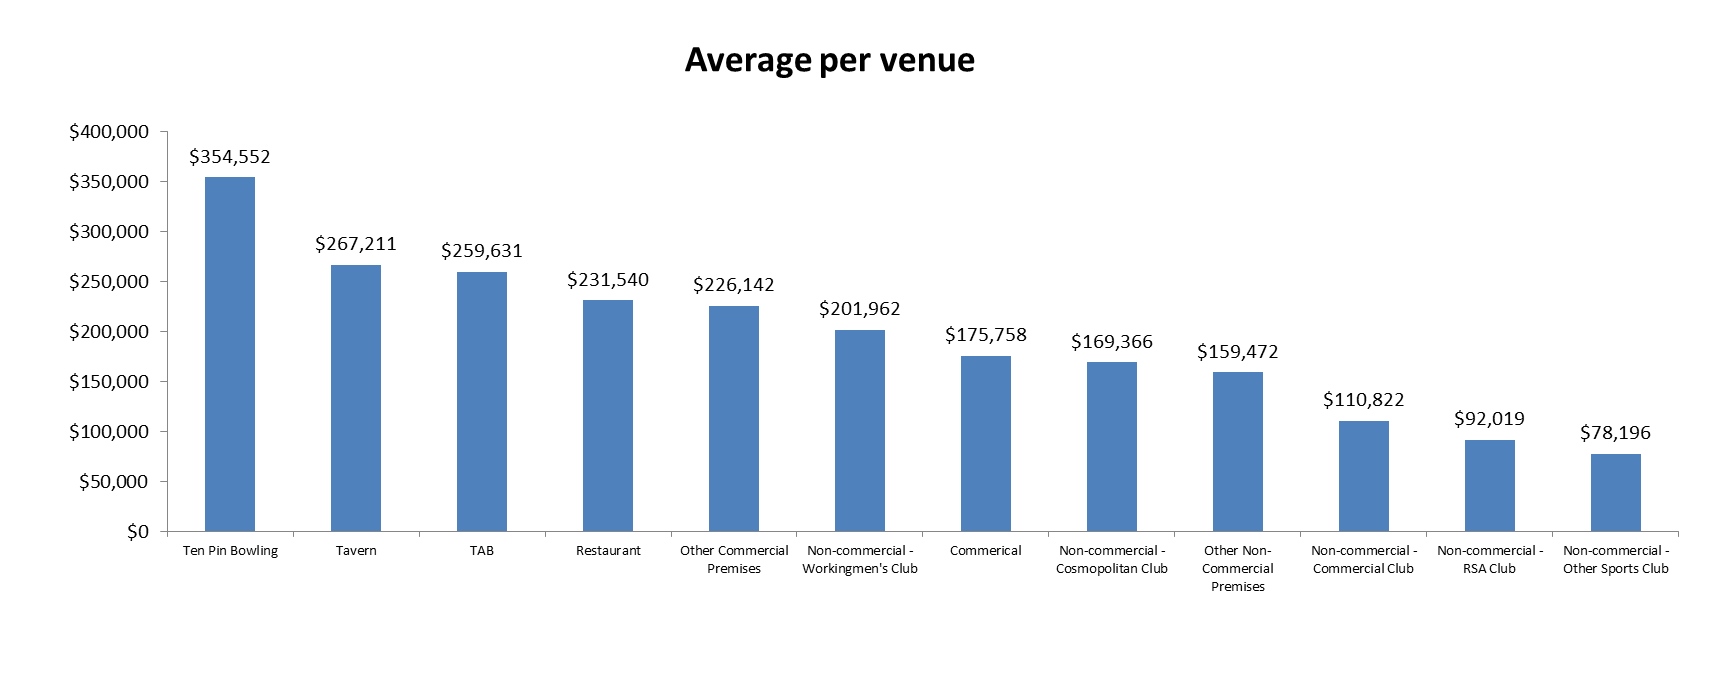 Average per venue
$400,000
$350,000
$300,000
$250,000
$200,000
$150,000
$100,000
$50,000
$0
$354,552
$267,211
$259,631
$231,540
$226,142
$201,962
$175,758
$169,366
$159,472
$110,822
$92,019
$78,196
Ten Pin Bowling
Tavern
TAB
Restaurant
Other Commercial
Premises
Non-commercial -
Workingmen's Club
Commerical
Non-commercial -
Cosmopolitan Club
Other Non-
Commercial
Premises
Non-commercial -
Commercial Club
Non-commercial -
RSA Club
Non-commercial -
Other Sports Club